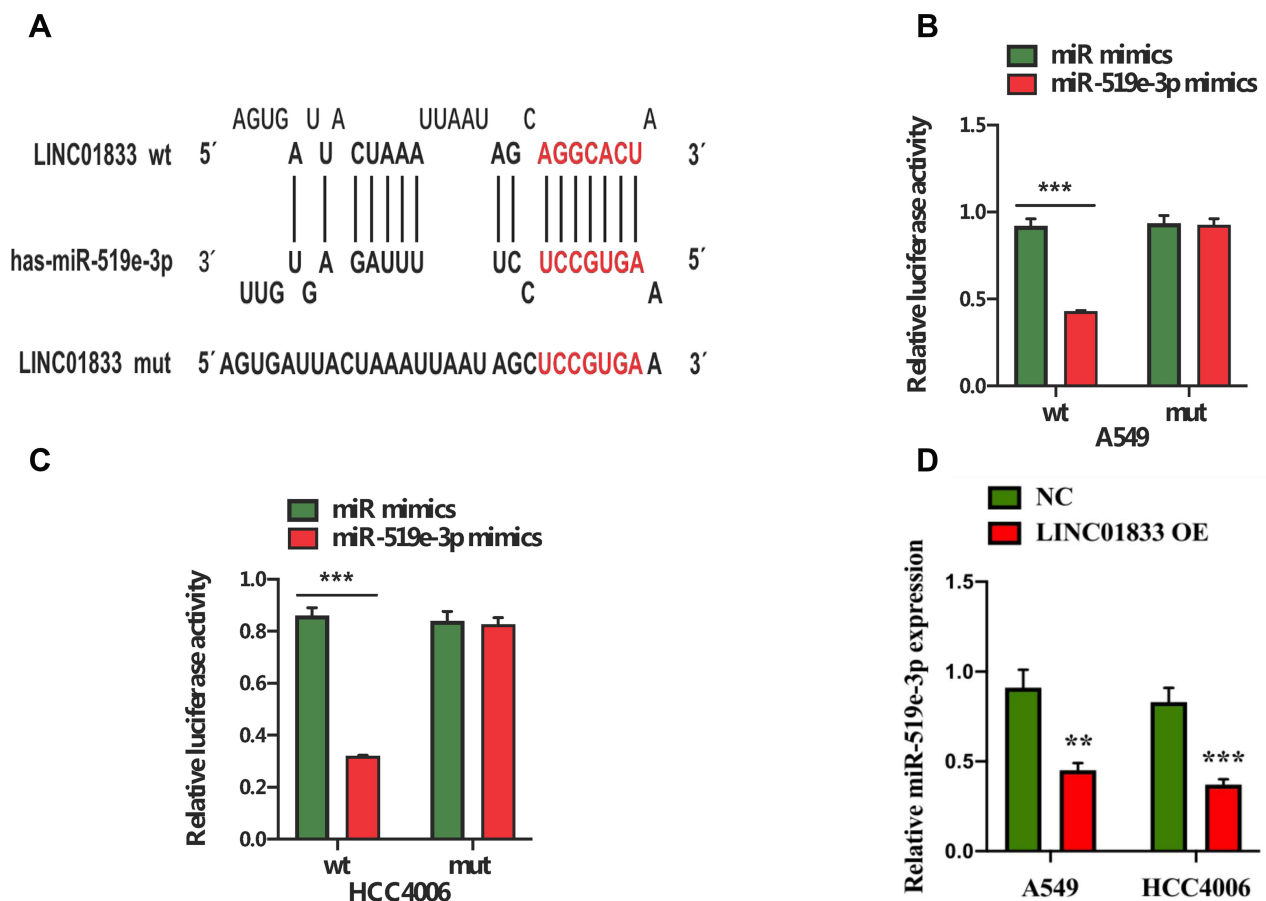 A
AGUG U A UUAAU C A
LINC01833 wt 5′ A U CUAAA AG AGGCACU 3′
has-miR-519e-3p 3′ U A GAUUU UC UCCGUGA 5′
UUG G C A
LINC01833 mut 5′ AGUGAUUACUAAAUUAAU AGCUCCGUGA A 3′
B
miR mimics
miR-519e-3p mimics
Relative luciferase activity
1.5
1.0
0.5
0.0
***
wt mut
A549
C
miR mimics
miR-519e-3p mimics
Relative luciferase activity
1.0
0.8
0.6
0.4
0.2
0.0
***
wt mut
HCC4006
D
NC
LINC01833 OE
Relative miR-519e-3p expression
1.5
1.0
0.5
0.0
**
***
A549 HCC4006